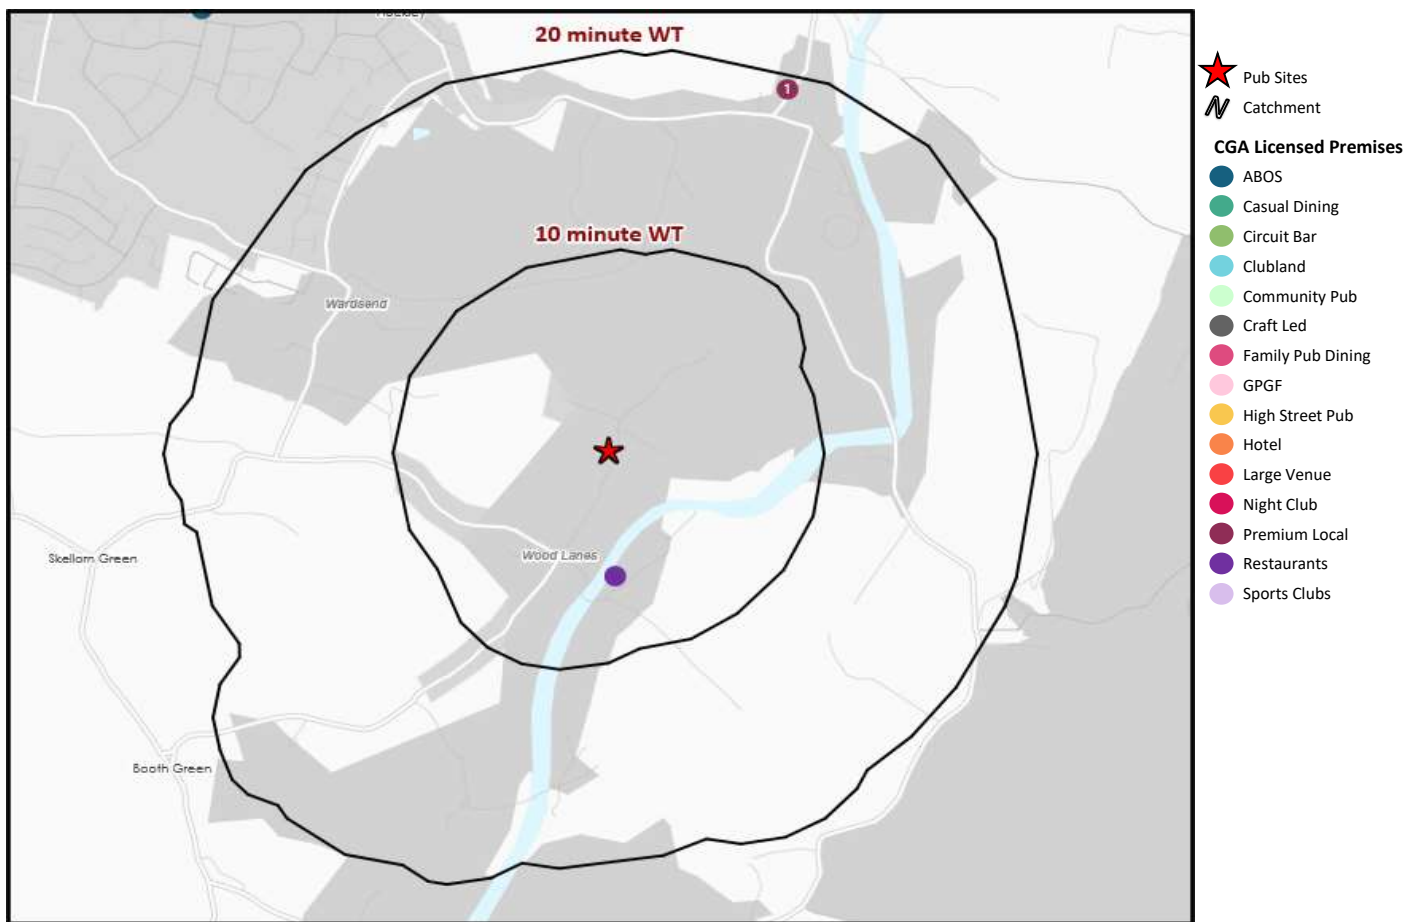 Hockley
20 minute WT
1
10 minute WT
Wardsend
Wood Lanes
Skellorn Green
Booth Green
Pub Sites
Catchment
CGA Licensed Premises
ABOS
Casual Dining
Circuit Bar
Clubland
Community Pub
Craft Led
Family Pub Dining
GPGF
High Street Pub
Hotel
Large Venue
Night Club
Premium Local
Restaurants
Sports Clubs